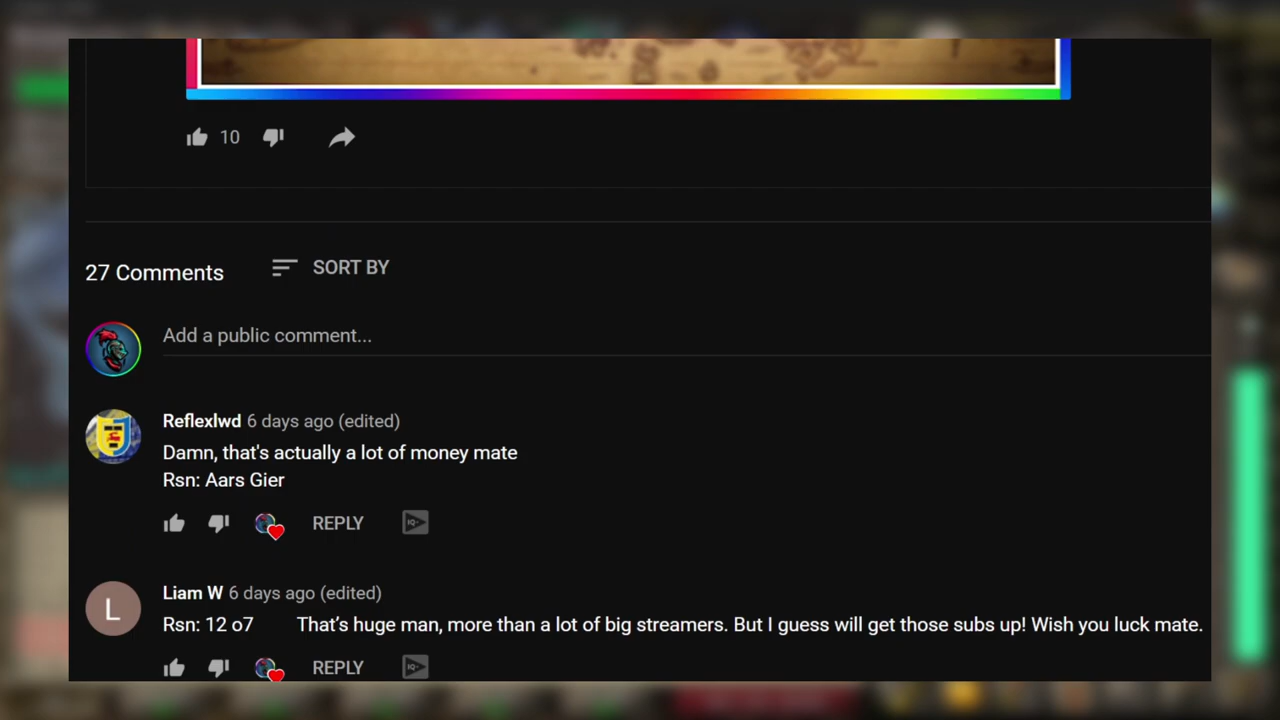 10
27 Comments
SORT BY
Add a public comment...
Reflexlwd 6 days ago (edited)
Damn, that's actually a lot of money mate
Rsn: Aars Gier
REPLY
L
Liam W 6 days ago (edited)
Rsn: 12 o7 That's huge man, more than a lot of big streamers. But I guess will get those subs up! Wish you luck mate.
REPLY